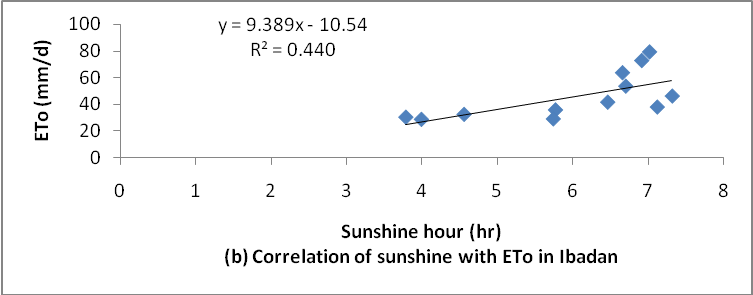 y = 9.389x - 10.54
R² = 0.440
100
80
60
40
20
0
ETo (mm/d)
0 1 2 3 4 5 6 7 8
Sunshine hour (hr)
(b) Correlation of sunshine with ETo in Ibadan